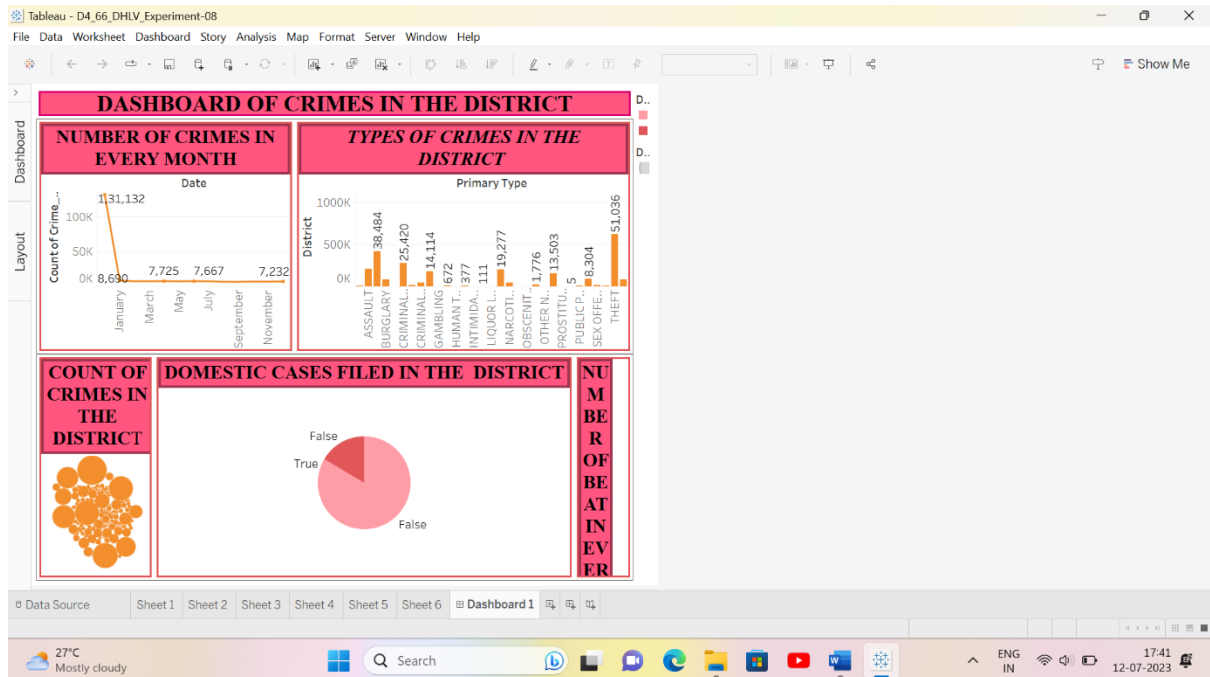 Tableau - D4_66_DHLV_Experiment-08
File Data Worksheet Dashboard Story Analysis Map Format Server Window Help
Show Me
Dashboard
Layout
DASHBOARD OF CRIMES IN THE DISTRICT
D..
D..
NUMBER OF CRIMES IN
EVERY MONTH
Date
Count of Crime_..
100K
50K
0K
1,31,132
8,690
7,725
7,667
7,232
January
March
May
July
September
November
TYPES OF CRIMES IN THE
DISTRICT
Primary Type
District
1000K
500K
0K
38,484
25,420
14,114
672
377
111
19,277
1,776
13,503
5
8,304
51,036
ASSAULT
BURGLARY
CRIMINAL..
CRIMINAL..
GAMBLING
HUMAN T..
INTIMIDA..
LIQUOR L..
NARCOTI..
OBSCENIT..
OTHER N..
PROSTITU..
PUBLIC P..
SEX OFFE..
THEFT
COUNT OF
CRIMES IN
THE
DISTRICT
DOMESTIC CASES FILED IN THE DISTRICT
False
True
False
NU
M
BE
R
OF
BE
AT
IN
EV
ER
Data Source Sheet 1 Sheet 2 Sheet 3 Sheet 4 Sheet 5 Sheet 6 Dashboard 1
27°C
Mostly cloudy
Search
ENG
IN
17:41
12-07-2023